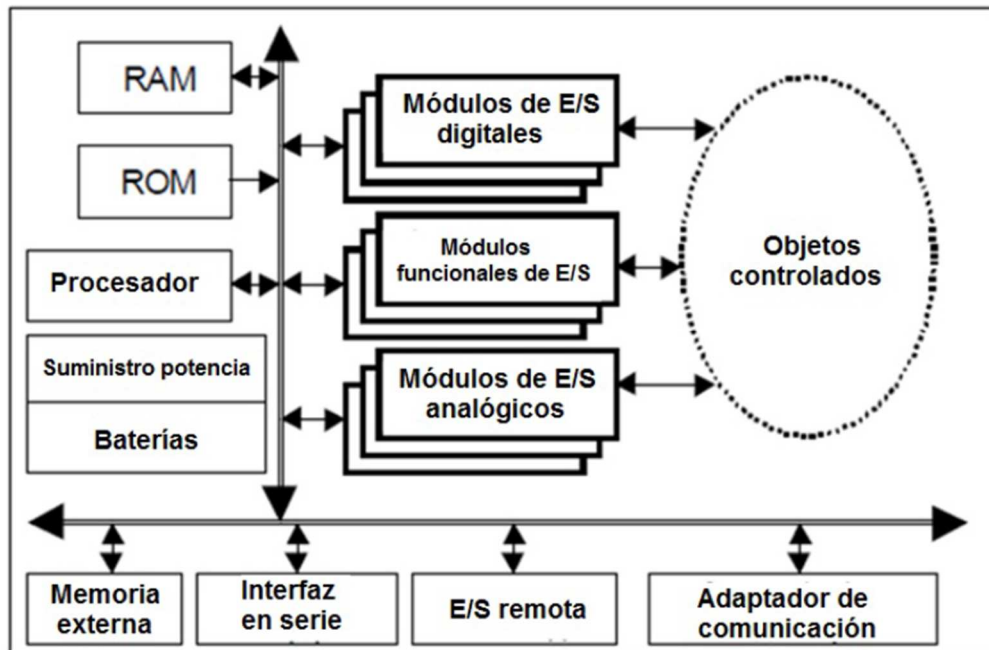 RAM
ROM
Procesador
Suministro potencia
Baterías
Módulos de E/S
digitales
Módulos
funcionales de E/S
Módulos de E/S
analógicos
Objetos
controlados
Memoria
externa
Interfaz
en serie
E/S remota
Adaptador de
comunicación